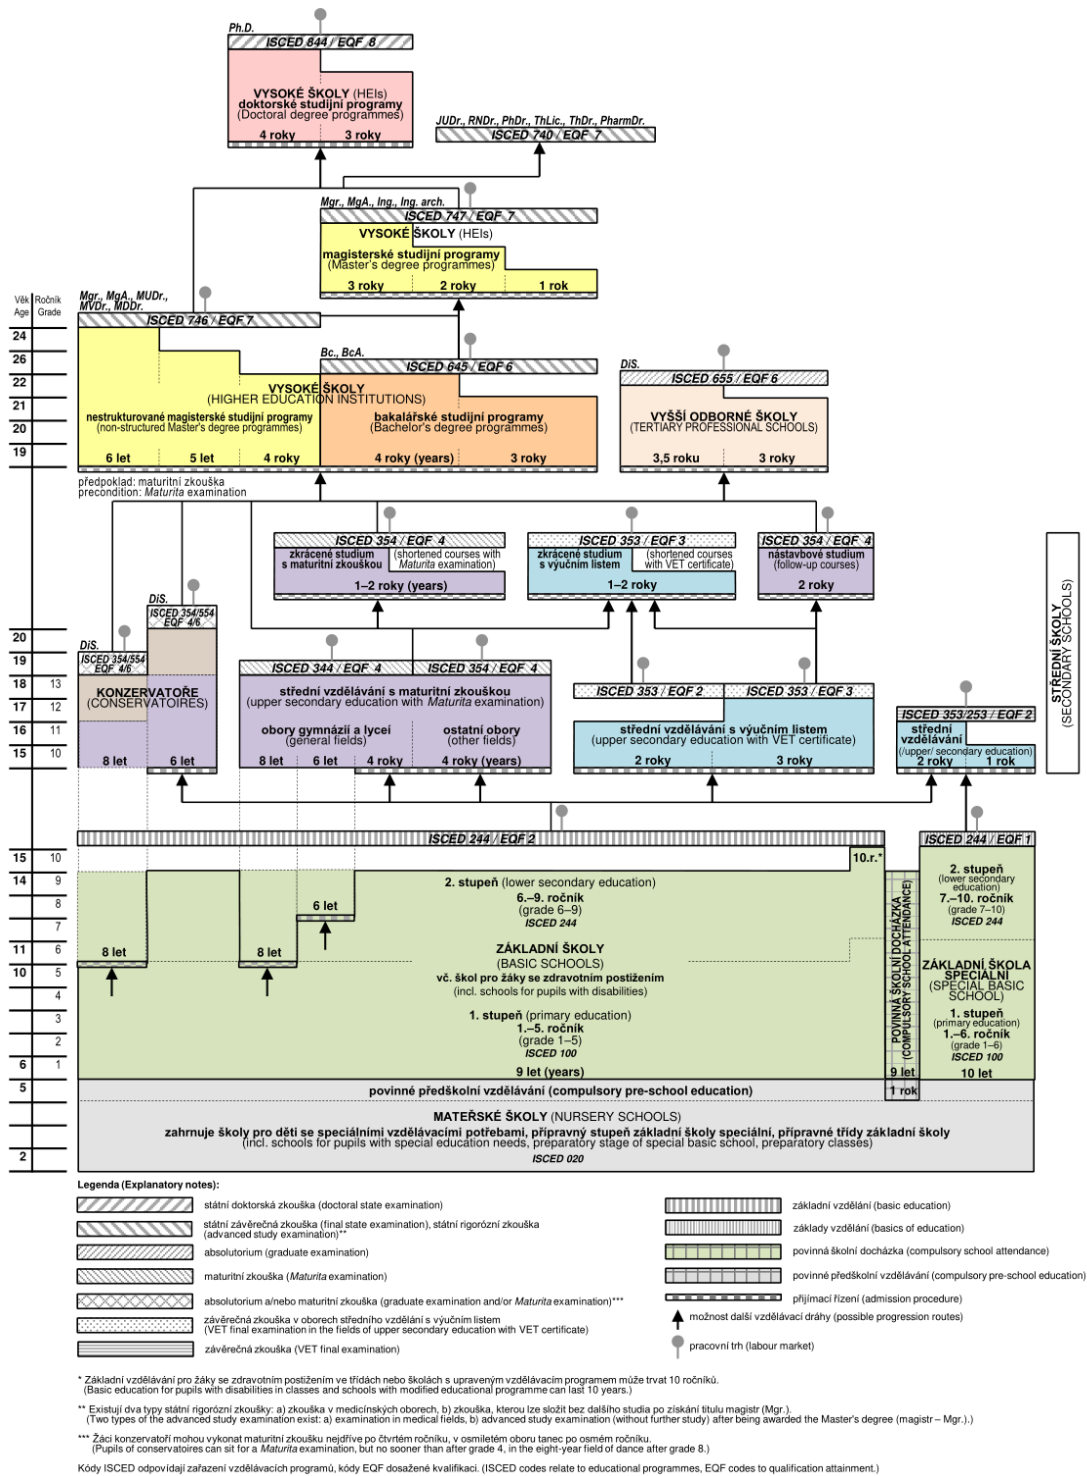 Ph.D.
ISCED 844 / EQF 8
VYSOKÉ ŠKOLY (HEIs)
doktorské studijní programy
(Doctoral degree programmes)
4 roky 3 roky
JUDr., RNDr., PhDr., ThLic., ThDr., PharmDr.
ISCED 740 / EQF 7
Mgr., MgA., Ing., Ing. arch.
ISCED 747 / EQF 7
VYSOKÉ ŠKOLY (HEIs)
magisterské studijní programy
(Master's degree programmes)
3 roky 2 roky 1 rok
Věk Ročník
Age Grade
Mgr., MgA., MUDr.,
MVDr., MDDr.
ISCED 746 / EQF 7
24
26
22
21
20
19
Bc., BcA.
ISCED 645 / EQF 6
VYSOKÉ ŠKOLY
(HIGHER EDUCATION INSTITUTIONS)
nestrukturované magisterské studijní programy
(non-structured Master's degree programmes)
6 let 5 let 4 roky
bakalářské studijní programy
(Bachelor's degree programmes)
4 roky (years) 3 roky
DiS.
ISCED 655 / EQF 6
VYŠŠÍ ODBORNÉ ŠKOLY
(TERTIARY PROFESSIONAL SCHOOLS)
3,5 roku 3 roky
předpoklad: maturitní zkouška
precondition: Maturita examination
ISCED 354 / EQF 4
zkrácené studium
s maturitní zkouškou
(shortened courses with
Maturita examination)
1–2 roky (years)
ISCED 353 / EQF 3
zkrácené studium
s výučním listem
(shortened courses
with VET certificate)
1–2 roky
ISCED 354 / EQF 4
nástavbové studium
(follow-up courses)
2 roky
STŘEDNÍ ŠKOLY
(SECONDARY SCHOOLS)
20
19
18 13
17 12
16 11
15 10
DiS.
ISCED 354/554
EQF 4/6
DiS.
ISCED 354/554
EQF 4/6
KONZERVATOŘE
(CONSERVATOIRES)
8 let 6 let
ISCED 344 / EQF 4
ISCED 354 / EQF 4
střední vzdělávání s maturitní zkouškou
(upper secondary education with Maturita examination)
obory gymnázií a lyceí
(general fields)
ostatní obory
(other fields)
8 let 6 let 4 roky 4 roky (years)
ISCED 353 / EQF 2
ISCED 353 / EQF 3
střední vzdělávání s výučním listem
(upper secondary education with VET certificate)
2 roky 3 roky
ISCED 353/253 / EQF 2
střední
vzdělávání
(/upper/ secondary education)
2 roky 1 rok
ISCED 244 / EQF 2
ISCED 244 / EQF 1
15 10
14 9
8
7
11 6
10 5
4
3
2
6 1
5
2
10.r.*
8 let
8 let
6 let
2. stupeň (lower secondary education)
6.–9. ročník
(grade 6–9)
ISCED 244
ZÁKLADNÍ ŠKOLY
(BASIC SCHOOLS)
vč. škol pro žáky se zdravotním postižením
(incl. schools for pupils with disabilities)
1. stupeň (primary education)
1.–5. ročník
(grade 1–5)
ISCED 100
9 let (years)
POVINNÁ ŠKOLNÍ DOCHÁZKA
(COMPULSORY SCHOOL ATTENDANCE)
9 let
1 rok
2. stupeň
(lower secondary
education)
7.–10. ročník
(grade 7–10)
ISCED 244
ZÁKLADNÍ ŠKOLA
SPECIÁLNÍ
(SPECIAL BASIC
SCHOOL)
1. stupeň
(primary education)
1.–6. ročník
(grade 1–6)
ISCED 100
10 let
povinné předškolní vzdělávání (compulsory pre-school education)
MATEŘSKÉ ŠKOLY (NURSERY SCHOOLS)
zahrnuje školy pro děti se speciálními vzdělávacími potřebami, přípravný stupeň základní školy speciální, přípravné třídy základní školy
(incl. schools for pupils with special education needs, preparatory stage of special basic school, preparatory classes)
ISCED 020
Legenda (Explanatory notes):
státní doktorská zkouška (doctoral state examination)
státní závěrečná zkouška (final state examination), státní rigorózní zkouška
(advanced study examination)**
absolutorium (graduate examination)
maturitní zkouška (Maturita examination)
absolutorium a/nebo maturitní zkouška (graduate examination and/or Maturita examination)***
závěrečná zkouška v oborech středního vzdělání s výučním listem
(VET final examination in the fields of upper secondary education with VET certificate)
závěrečná zkouška (VET final examination)
základní vzdělání (basic education)
základy vzdělání (basics of education)
povinná školní docházka (compulsory school attendance)
povinné předškolní vzdělávání (compulsory pre-school education)
přijímací řízení (admission procedure)
možnost další vzdělávací dráhy (possible progression routes)
pracovní trh (labour market)
* Základní vzdělávání pro žáky se zdravotním postižením ve třídách nebo školách s upraveným vzdělávacím programem může trvat 10 ročníků.
(Basic education for pupils with disabilities in classes and schools with modified educational programme can last 10 years.)
** Existují dva typy státní rigorózní zkoušky: a) zkouška v medicínských oborech, b) zkouška, kterou lze složit bez dalšího studia po získání titulu magistr (Mgr.).
(Two types of the advanced study examination exist: a) examination in medical fields, b) advanced study examination (without further study) after being awarded the Master's degree (magistr – Mgr.).)
*** Žáci konzervatoří mohou vykonat maturitní zkoušku nejdříve po čtvrtém ročníku, v osmiletém oboru tanec po osmém ročníku.
(Pupils of conservatoires can sit for a Maturita examination, but no sooner than after grade 4, in the eight-year field of dance after grade 8.)
Kódy ISCED odpovídají zařazení vzdělávacích programů, kódy EQF dosažené kvalifikaci. (ISCED codes relate to educational programmes, EQF codes to qualification attainment.)